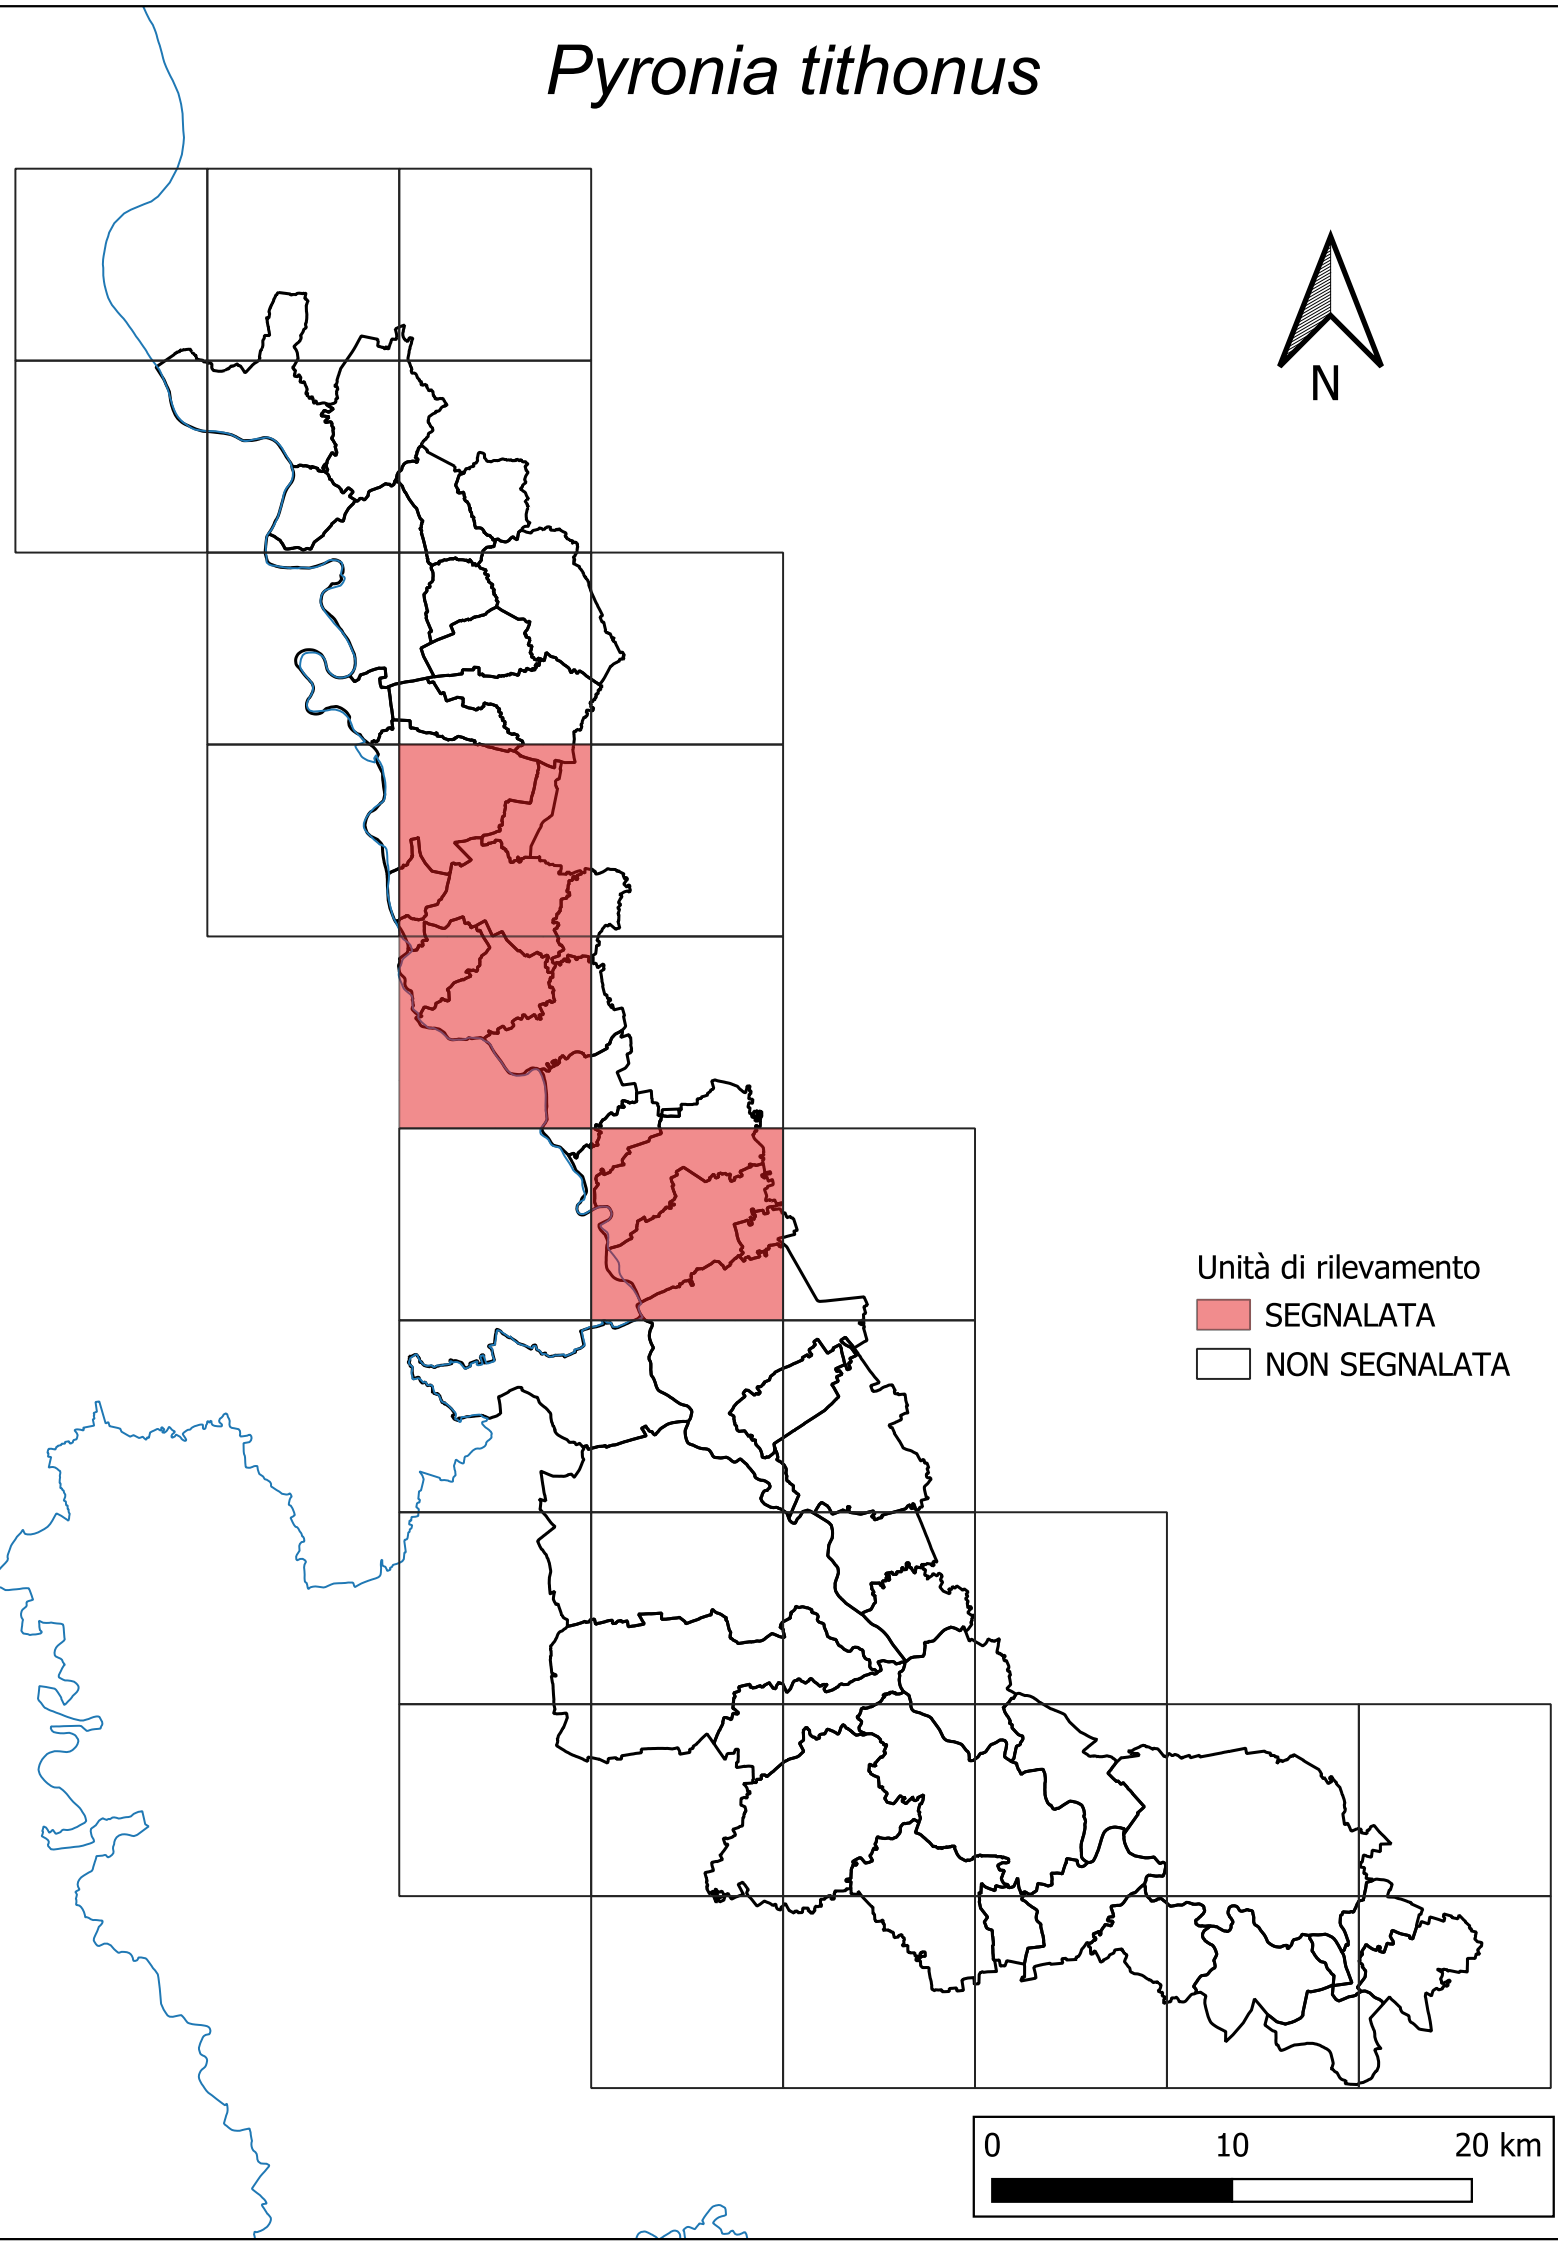 Pyronia tithonus
N
Unità di rilevamento
SEGNALATA
NON SEGNALATA
0 10 20 km